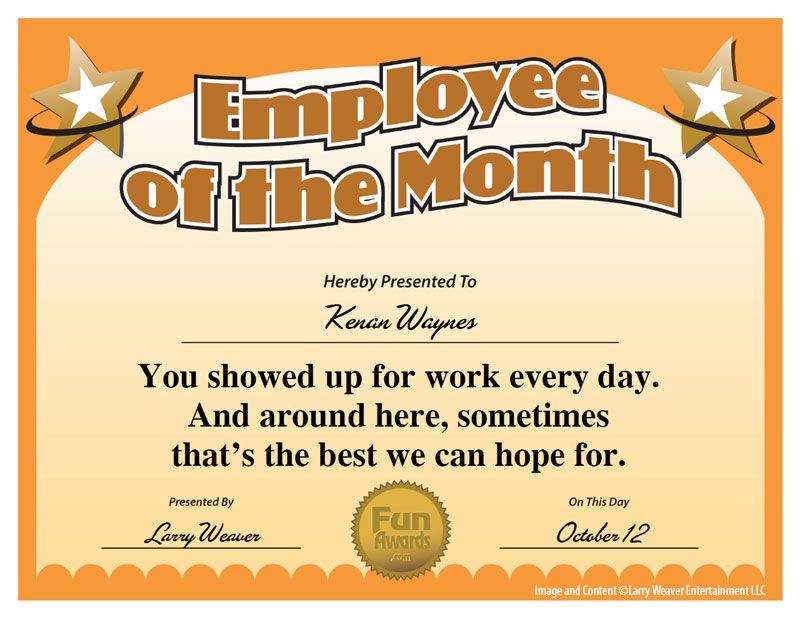 Employee
of the Month
Hereby Presented To
Kenan Waynes
You showed up for work every day.
And around here, sometimes
that's the best we can hope for.
Presented By
Larry Weaver
Fun
Awards
.com
On This Day
October 12
Image and Content ©Larry Weaver Entertainment LLC